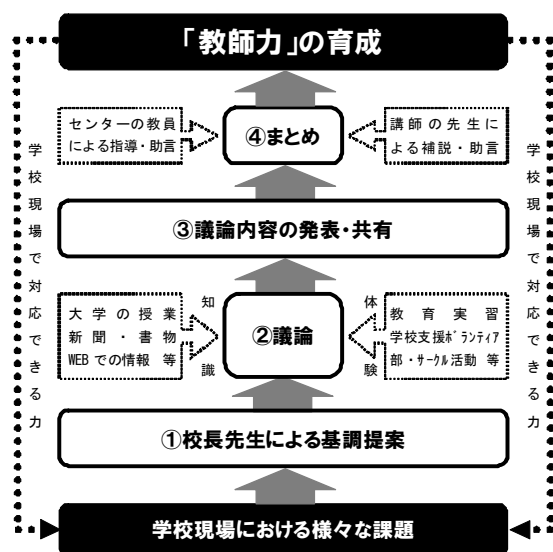 「教師力」の育成
センターの教員
による指導・助言
④まとめ
講師の先生に
よる補説・助言
③議論内容の発表・共有
大学の授業
新聞・書物
WEBでの情報 等
知
識
②議論
体
験
教育実習
学校支援ボランティア
部・サークル活動 等
①校長先生による基調提案
学校現場における様々な課題
学校現場で対応できる力
学校現場で対応できる力